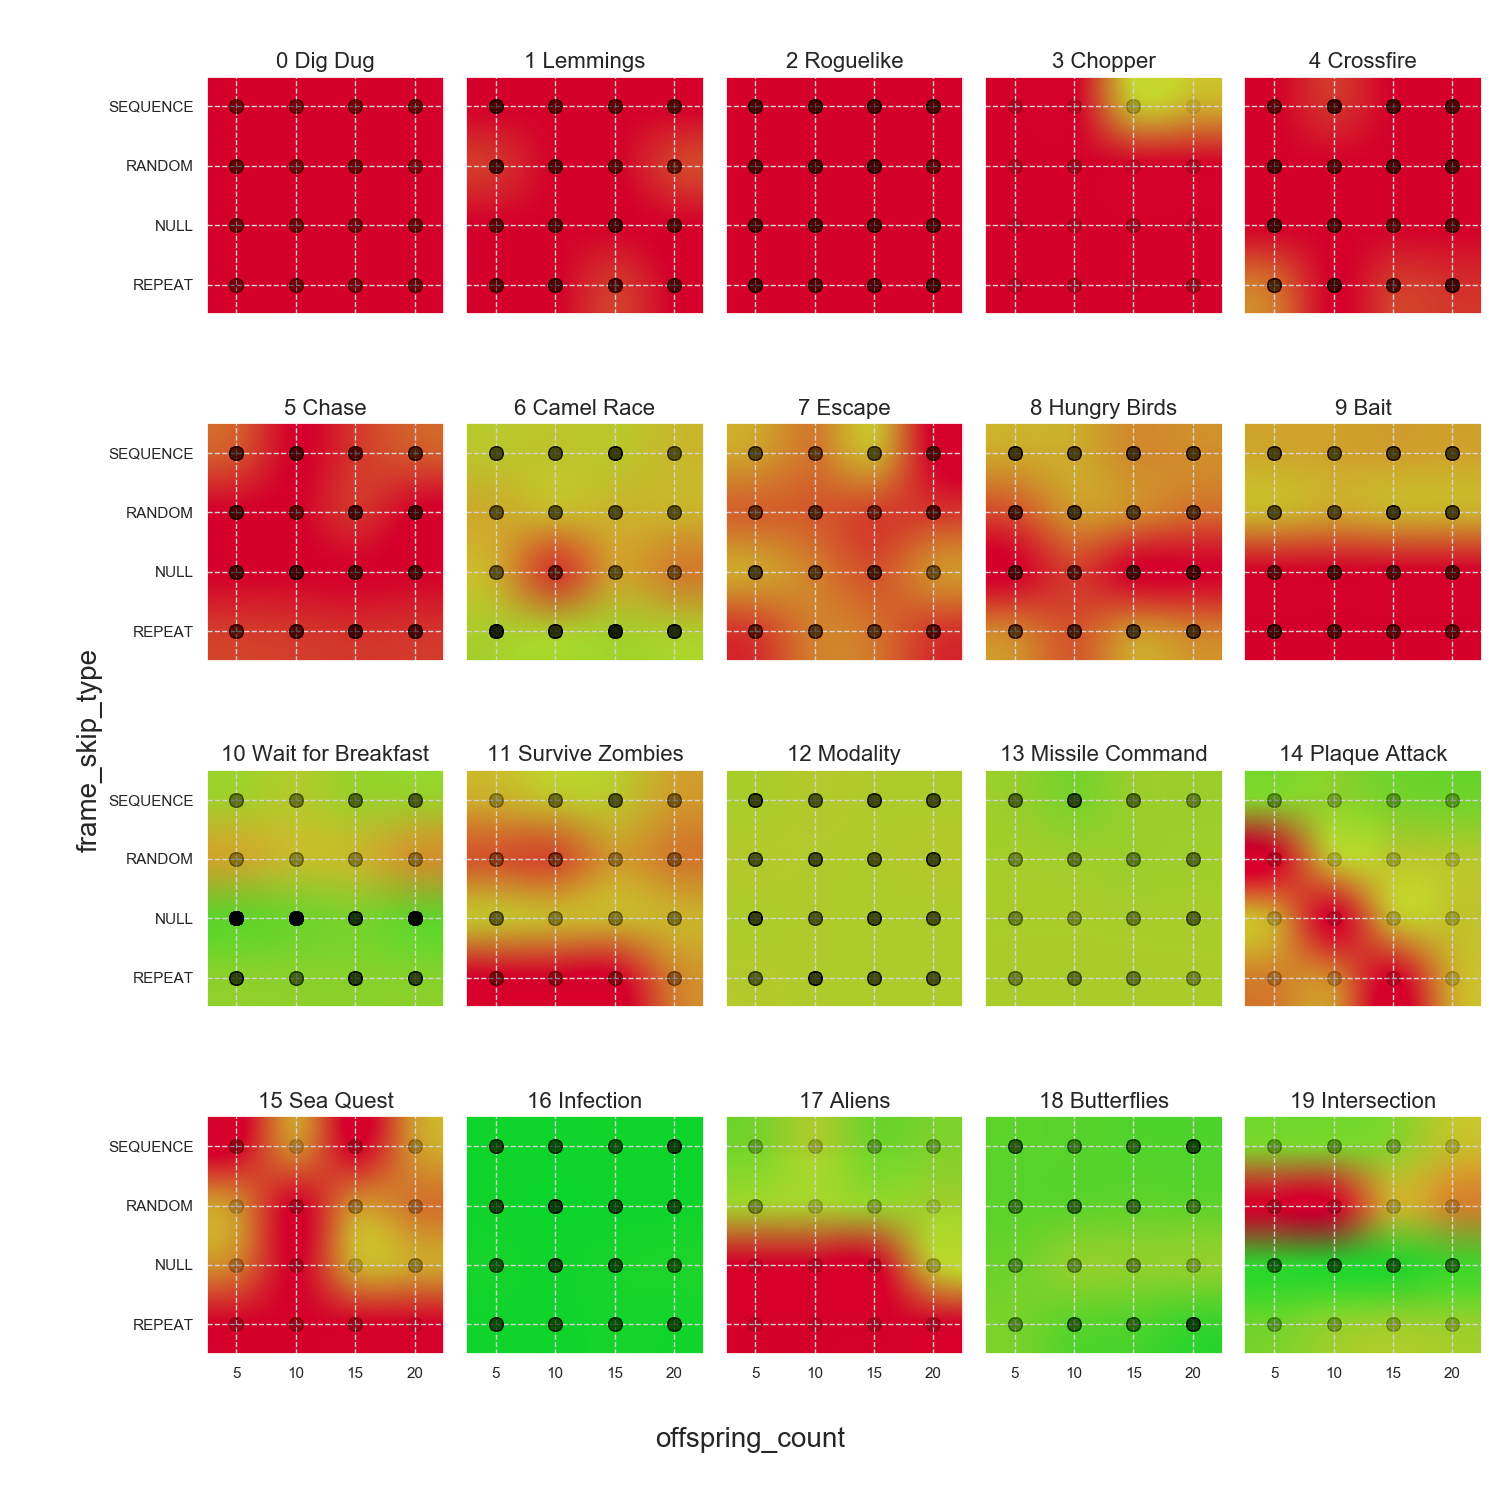 0 Dig Dug
1 Lemmings
2 Roguelike
3 Chopper
4 Crossfire
SEQUENCE
RANDOM
NULL
REPEAT
5 Chase
6 Camel Race
7 Escape
8 Hungry Birds
9 Bait
SEQUENCE
RANDOM
NULL
REPEAT
frame_skip_type
10 Wait for Breakfast
11 Survive Zombies
12 Modality
13 Missile Command
14 Plaque Attack
SEQUENCE
RANDOM
NULL
REPEAT
15 Sea Quest
16 Infection
17 Aliens
18 Butterflies
19 Intersection
SEQUENCE
RANDOM
NULL
REPEAT
5 10 15 20
5 10 15 20
5 10 15 20
5 10 15 20
5 10 15 20
offspring_count